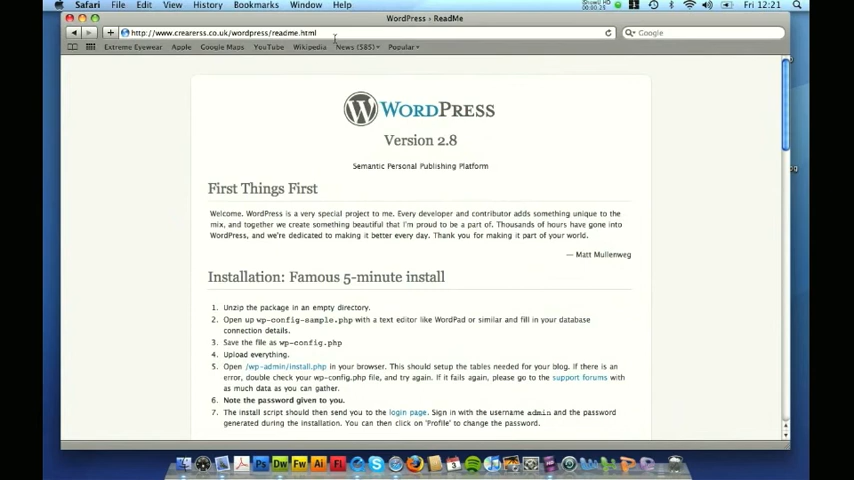 Safari File Edit View History Bookmarks Window Help
Fri 12:21
WordPress › ReadMe
http://www.crearerss.co.uk/wordpress/readme.html
Google
Extreme Eyewear Apple Google Maps YouTube Wikipedia News (585) Popular
WORDPRESS
Version 2.8
Semantic Personal Publishing Platform
First Things First
Welcome. WordPress is a very special project to me. Every developer and contributor adds something unique to the
mix, and together we create something beautiful that I'm proud to be a part of. Thousands of hours have gone into
WordPress, and we're dedicated to making it better every day. Thank you for making it part of your world.
— Matt Mullenweg
Installation: Famous 5-minute install
1. Unzip the package in an empty directory.
2. Open up wp-config-sample.php with a text editor like WordPad or similar and fill in your database
connection details.
3. Save the file as wp-config.php
4. Upload everything.
5. Open /wp-admin/install.php in your browser. This should setup the tables needed for your blog. If there is an
error, double check your wp-config.php file, and try again. If it fails again, please go to the support forums with
as much data as you can gather.
6. Note the password given to you.
7. The install script should then send you to the login page. Sign in with the username admin and the password
generated during the installation. You can then click on 'Profile' to change the password.
Dw Fw Ai Fl